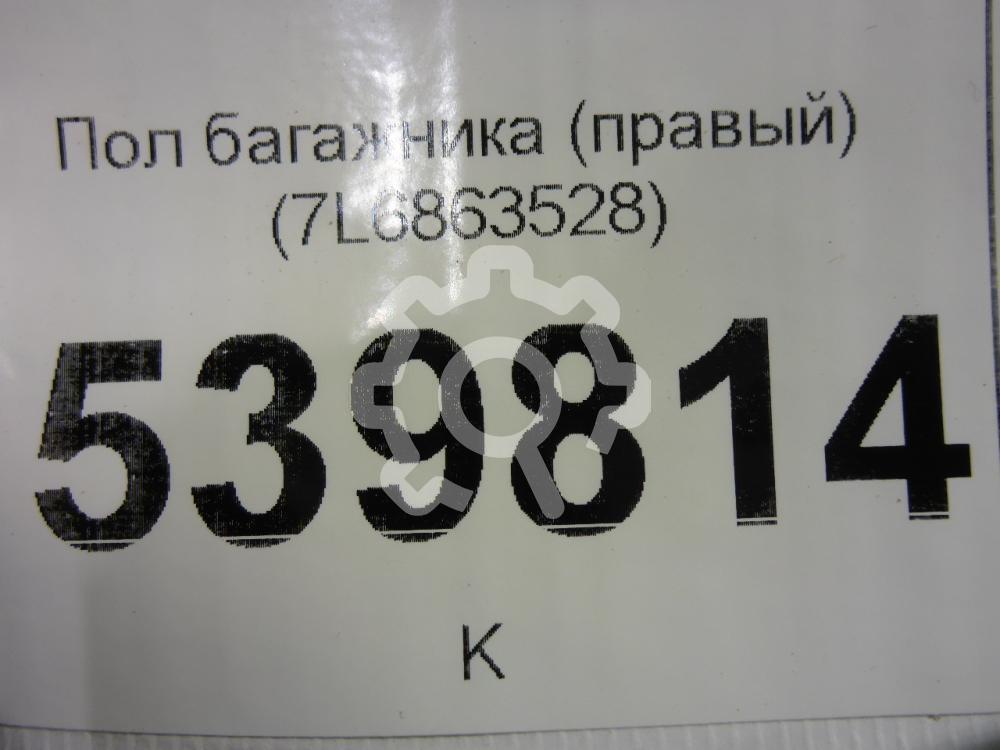 Пол багажника (правый)
(7L6863528)
539814
К